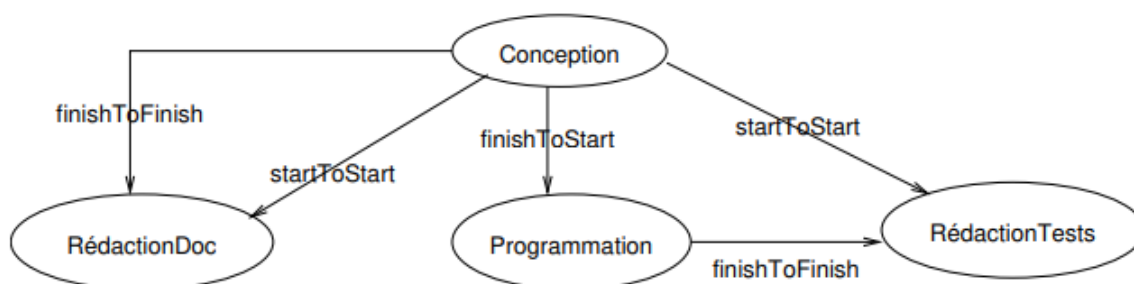 Conception
finishToFinish
finishToStart
startToStart
startToStart
RédactionDoc
Programmation
RédactionTests
finishToFinish